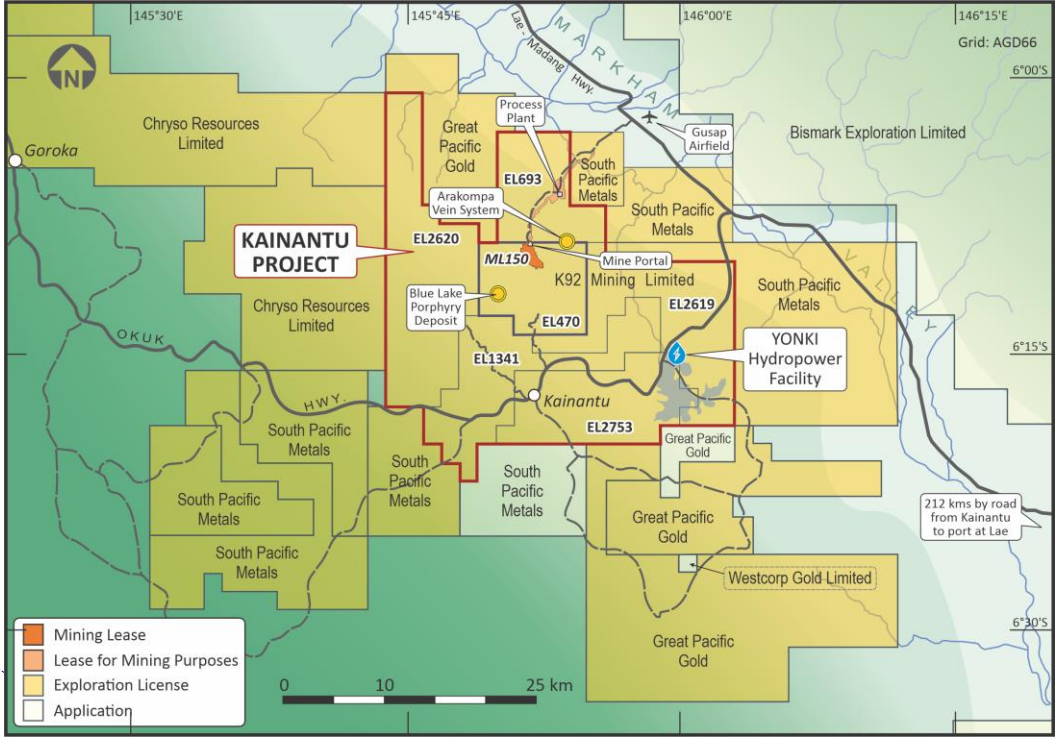 145°30'E
145°45'E
146°00'E
146°15'E
Grid: AGD66
N
6°00'S
6°15'S
6°30'S
MARKHAM
VALLEY
Lae - Madang Hwy.
Goroka
Chryso Resources
Limited
Great
Pacific
Gold
Process
Plant
EL693
South
Pacific
Metals
Gusap
Airfield
Bismark Exploration Limited
Arakompa
Vein System
South Pacific
Metals
KAINANTU
PROJECT
EL2620
ML150
Mine Portal
K92 Mining Limited
EL2619
South Pacific
Metals
Chryso Resources
Limited
Blue Lake
Porphyry
Deposit
EL470
EL1341
YONKI
Hydropower
Facility
OKUK
HWY.
Kainantu
EL2753
Great Pacific
Gold
South Pacific
Metals
South
Pacific
Metals
South
Pacific
Metals
South Pacific
Metals
Great Pacific
Gold
212 kms by road
from Kainantu
to port at Lae
South Pacific
Metals
Westcorp Gold Limited
Great Pacific
Gold
Mining Lease
Lease for Mining Purposes
Exploration License
Application
0 10 25 km